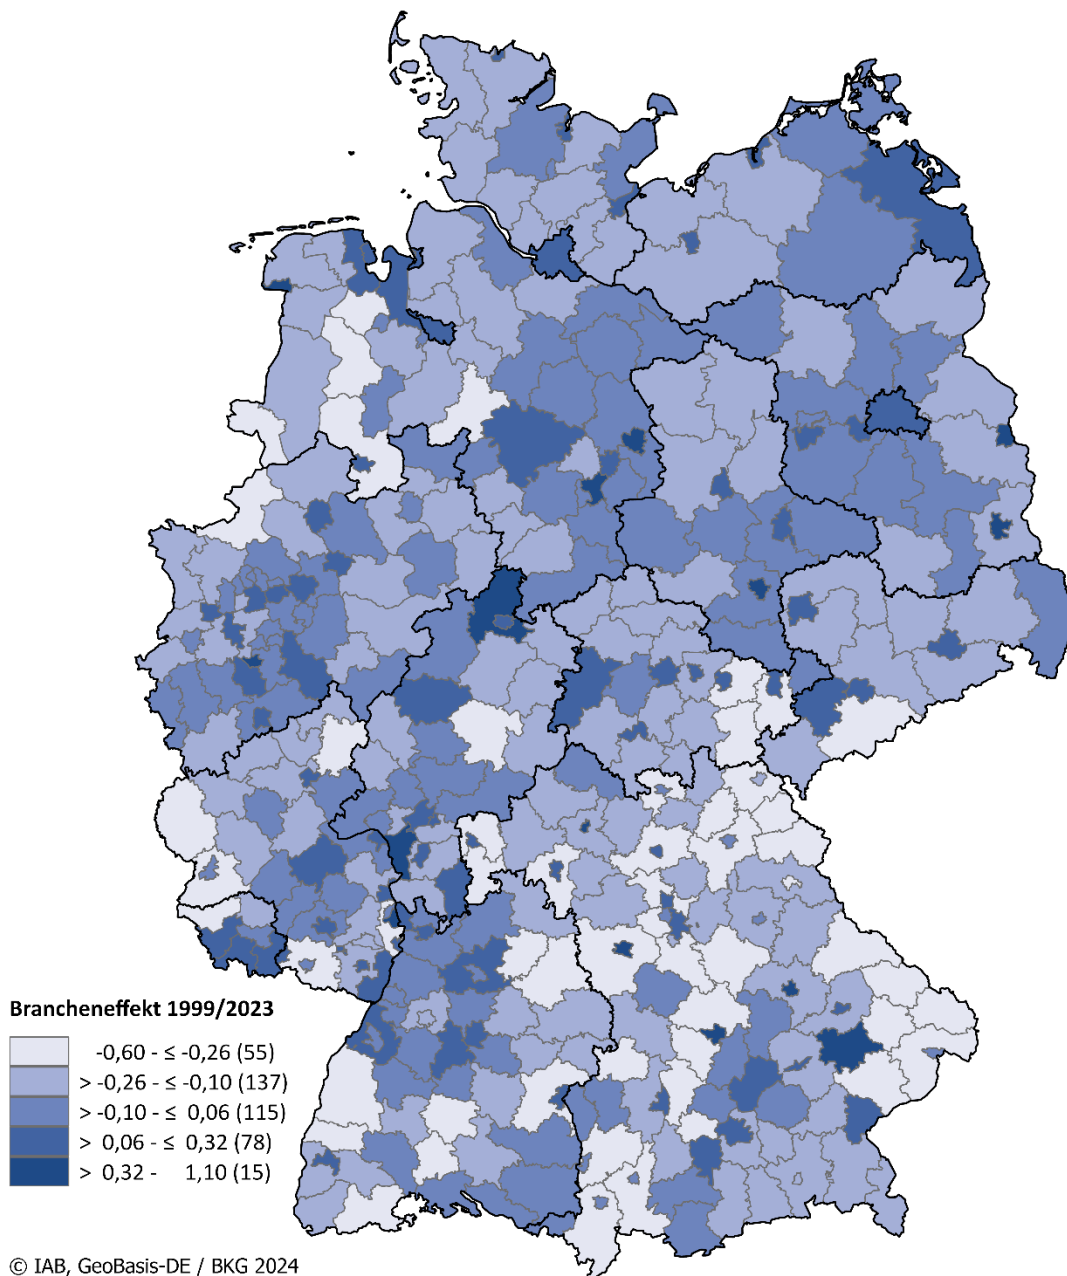 Brancheneffekt 1999/2023
-0,60 - ≤ -0,26 (55)
> -0,26 - ≤ -0,10 (137)
> -0,10 - ≤ 0,06 (115)
> 0,06 - ≤ 0,32 (78)
> 0,32 - 1,10 (15)
© IAB, GeoBasis-DE / BKG 2024